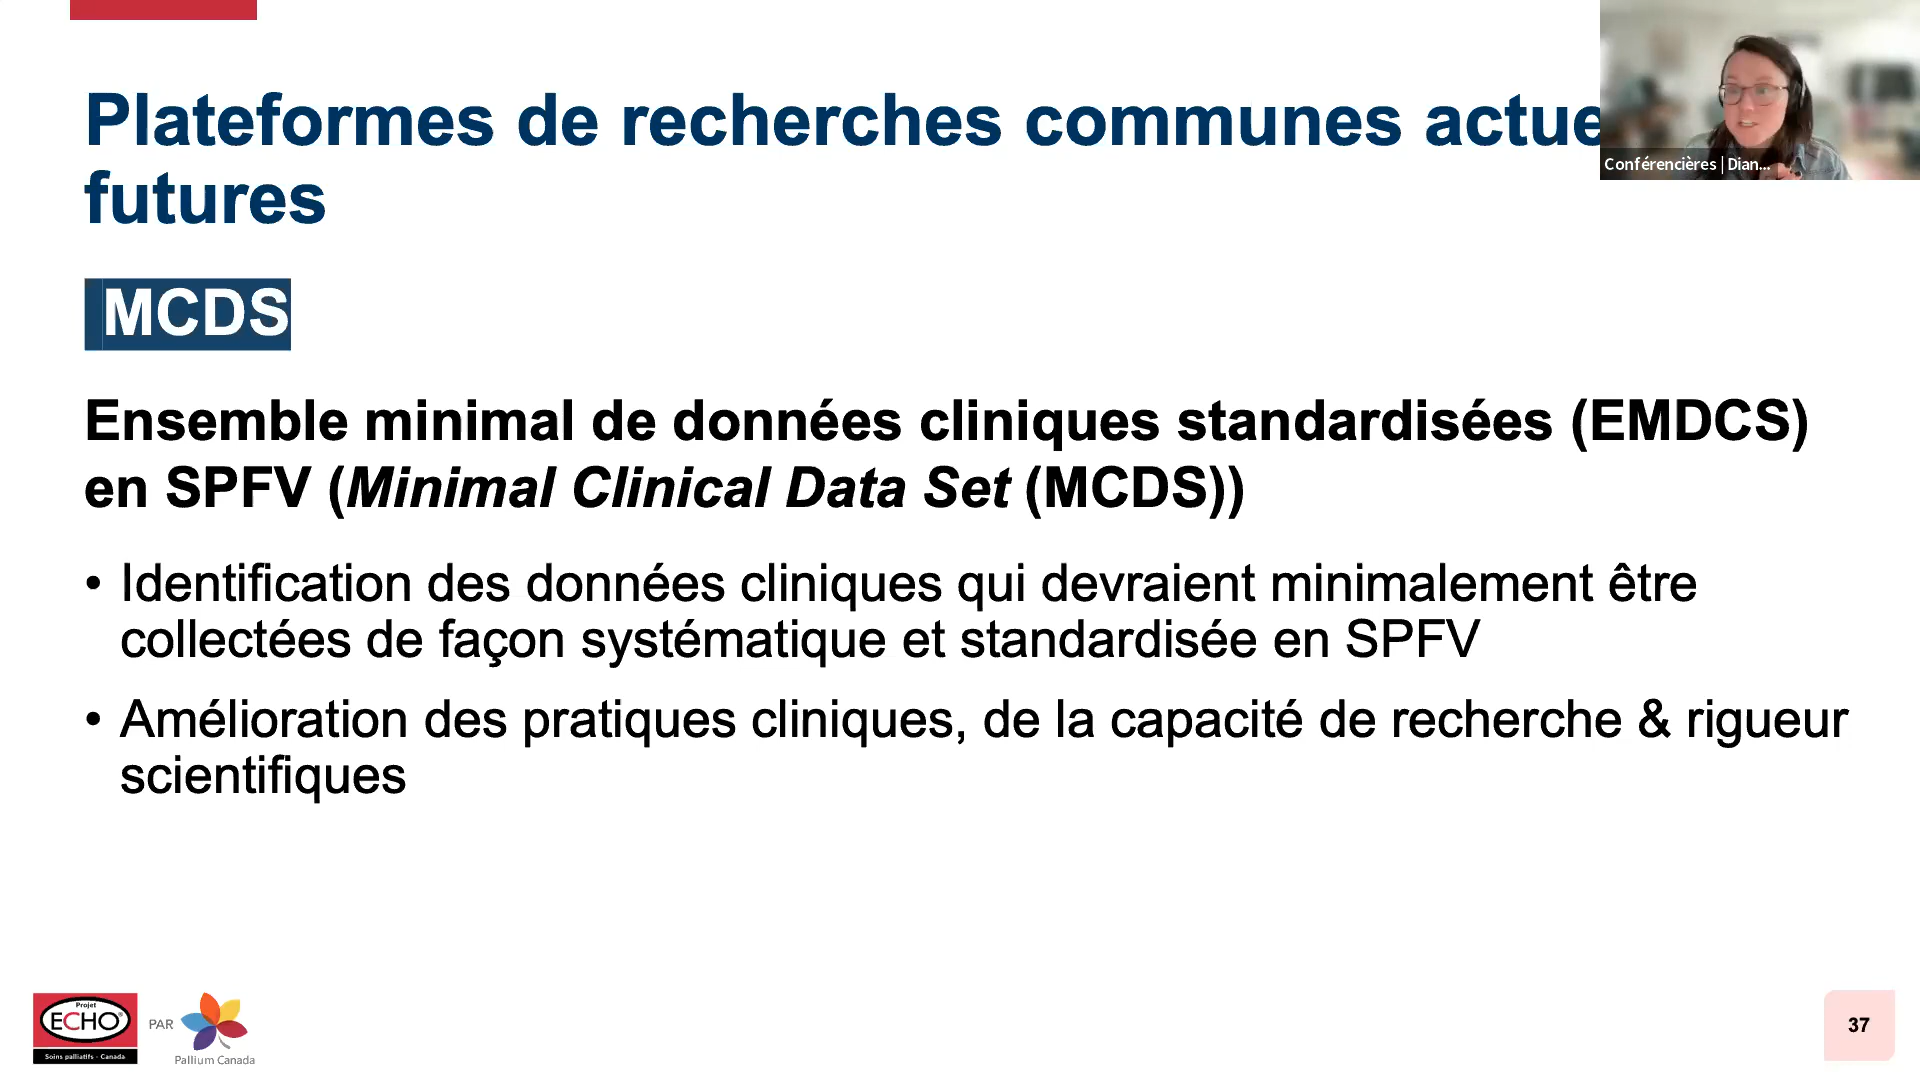 Plateformes de recherches communes actue
futures
Conférencières | Dian...
MCDS
Ensemble minimal de données cliniques standardisées (EMDCS)
en SPFV (Minimal Clinical Data Set (MCDS))
• Identification des données cliniques qui devraient minimalement être
collectées de façon systématique et standardisée en SPFV
• Amélioration des pratiques cliniques, de la capacité de recherche & rigueur
scientifiques
Projet
ECHO®
Soins palliatifs - Canada
PAR
Pallium Canada
37